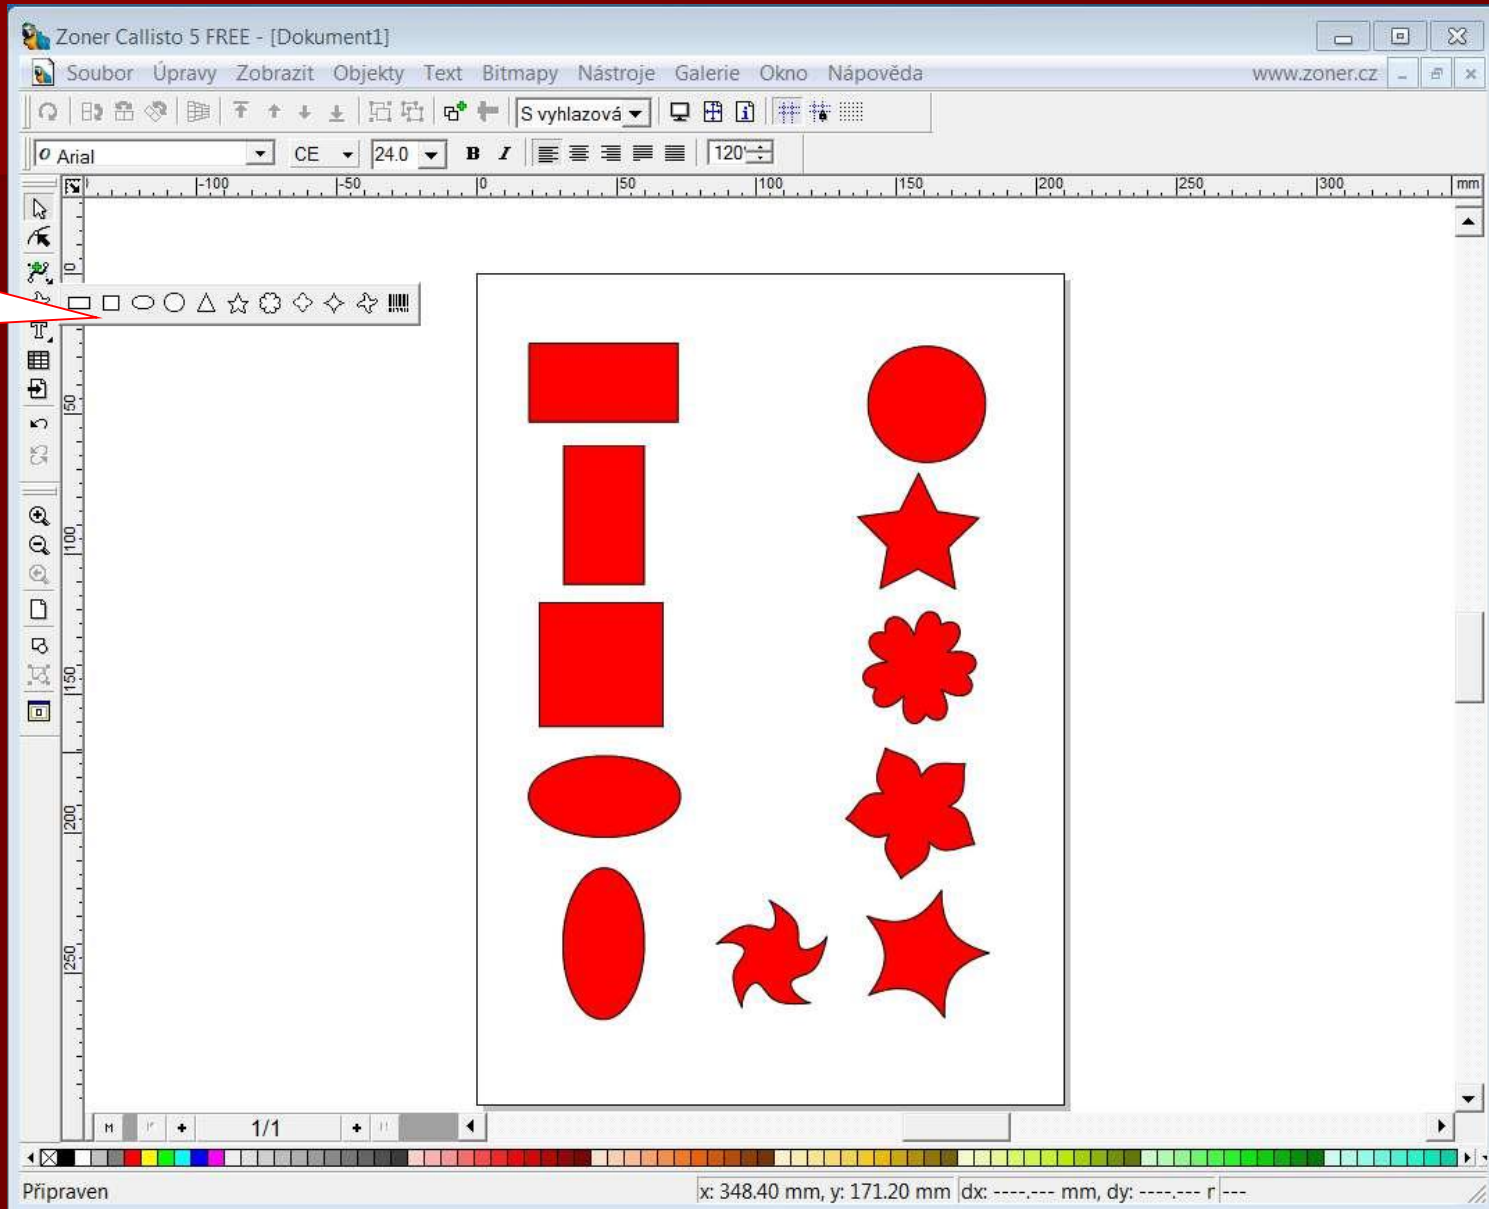 Zoner Callisto 5 FREE - [Dokument1]
Soubor Úpravy Zobrazit Objekty Text Bitmapy Nástroje Galerie Okno Nápověda www.zoner.cz
S vyhlazová
Arial CE 24.0 B I 120
-100 -50 0 50 100 150 200 250 300 mm
0
50
100
150
200
250
M 1/1
Připraven x: 348.40 mm, y: 171.20 mm dx: ----.--- mm, dy: ----.--- r ---